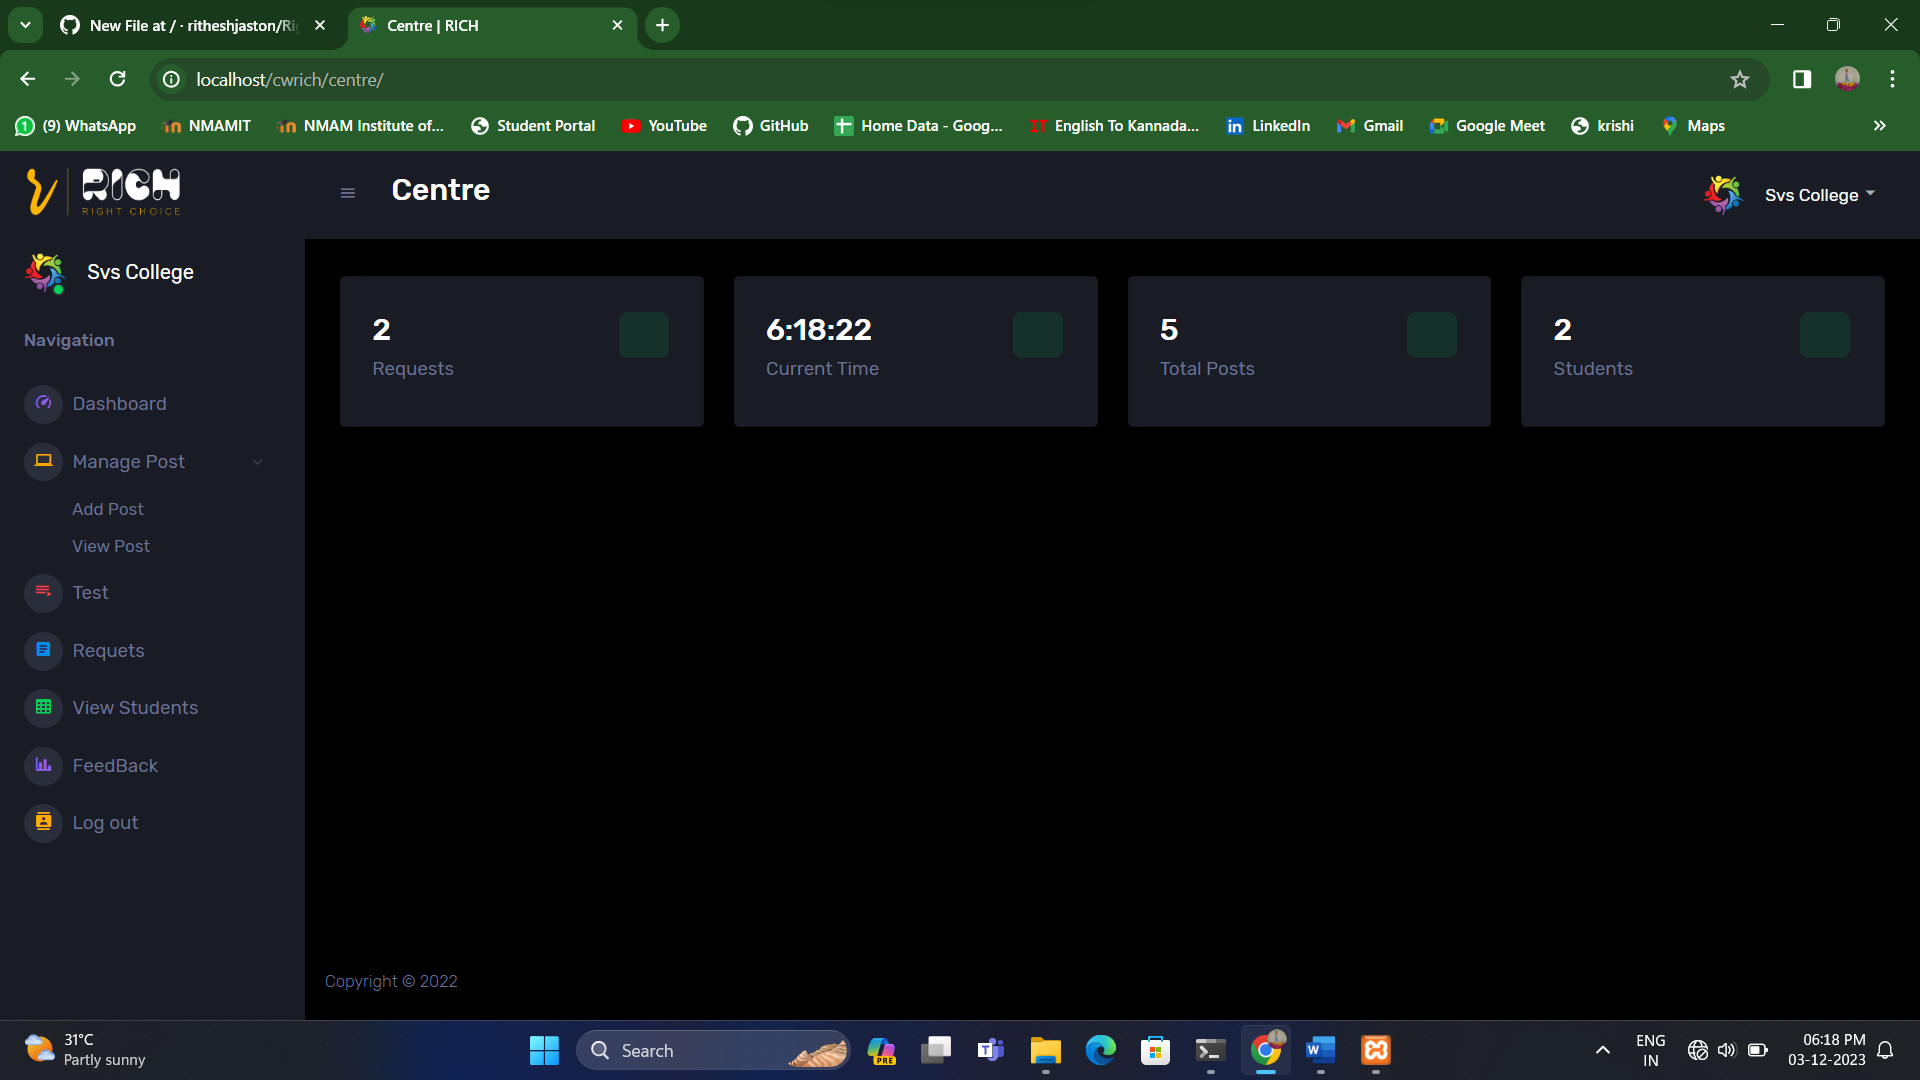 New File at / · ritheshjaston/Ri
Centre | RICH
localhost/cwrich/centre/
(9) WhatsApp
NMAMIT
NMAM Institute of...
Student Portal
YouTube
GitHub
Home Data - Goog...
IT English To Kannada...
LinkedIn
Gmail
Google Meet
krishi
Maps
RICH
RIGHT CHOICE
Centre
Svs College
Svs College
Navigation
Dashboard
Manage Post
Add Post
View Post
Test
Requets
View Students
FeedBack
Log out
2
Requests
6:18:22
Current Time
5
Total Posts
2
Students
Copyright © 2022
31°C
Partly sunny
Search
PRE
ENG
IN
06:18 PM
03-12-2023